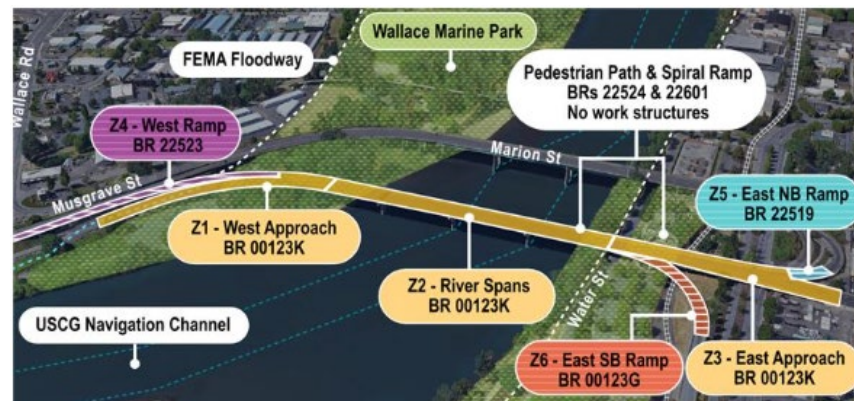 Wallace Rd
FEMA Floodway
Wallace Marine Park
Pedestrian Path & Spiral Ramp
BRs 22524 & 22601
No work structures
Z4 - West Ramp
BR 22523
Marion St
Musgrave St
Z5 - East NB Ramp
BR 22519
Z1 - West Approach
BR 00123K
Z2 - River Spans
BR 00123K
Water St
USCG Navigation Channel
Z6 - East SB Ramp
BR 00123G
Z3 - East Approach
BR 00123K